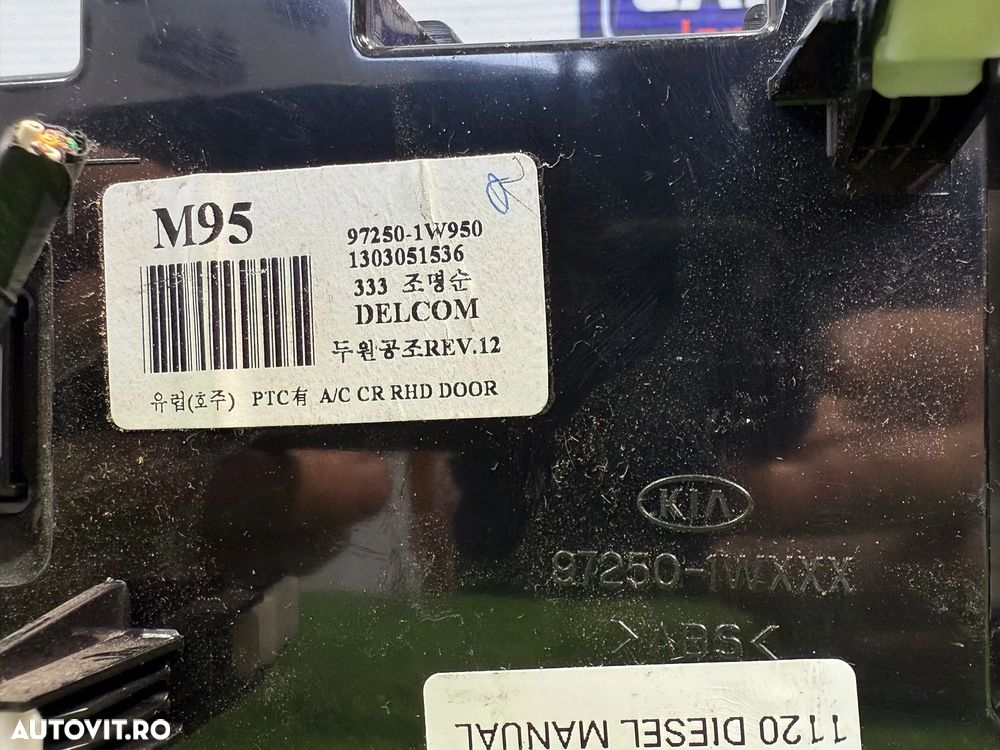 M95
97250-1W950
1303051536
333 조명순
DELCOM
두원공조REV.12
유럽(호주) PTC有 A/C CR RHD DOOR
KIA
97250-1WXXX
>ABS<
1120 DIESEL MANUAL
AUTOVIT.RO